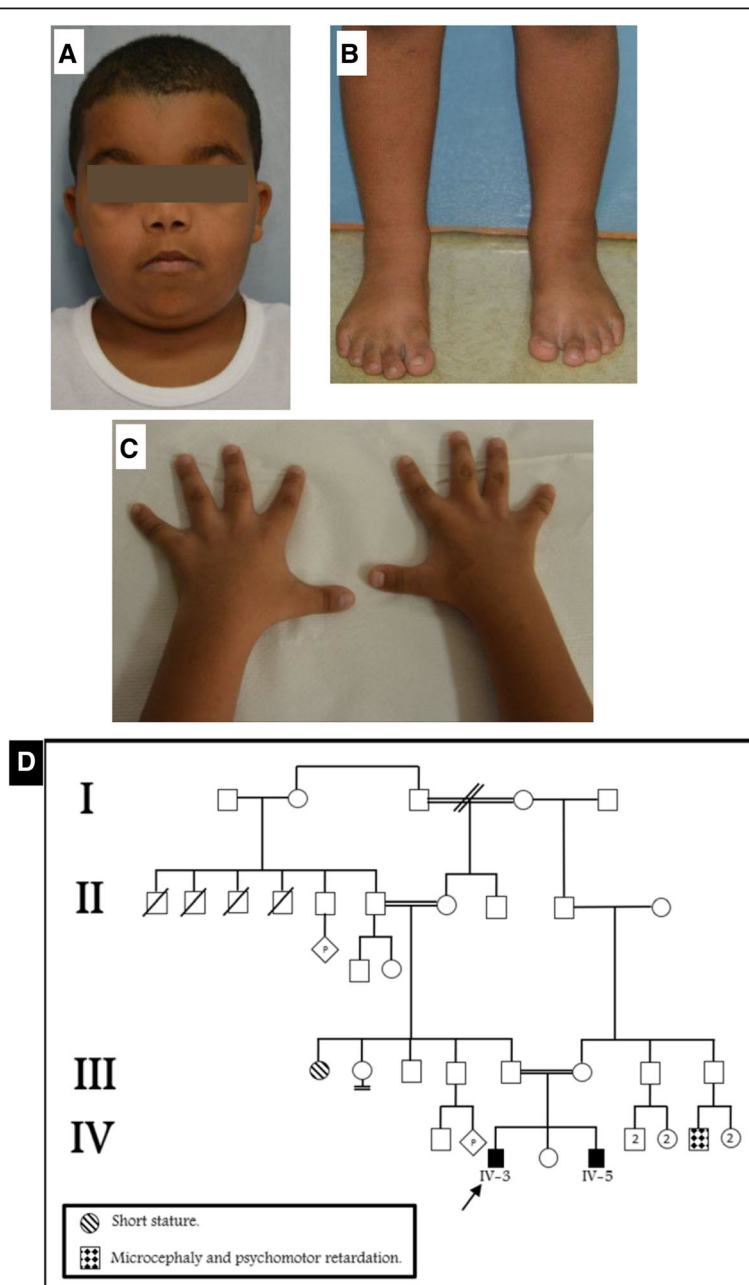 A
B
C
D
I
II
P
III
IV
P
2
2
2
IV-3
IV-5
Short stature.
Microcephaly and psychomotor retardation.